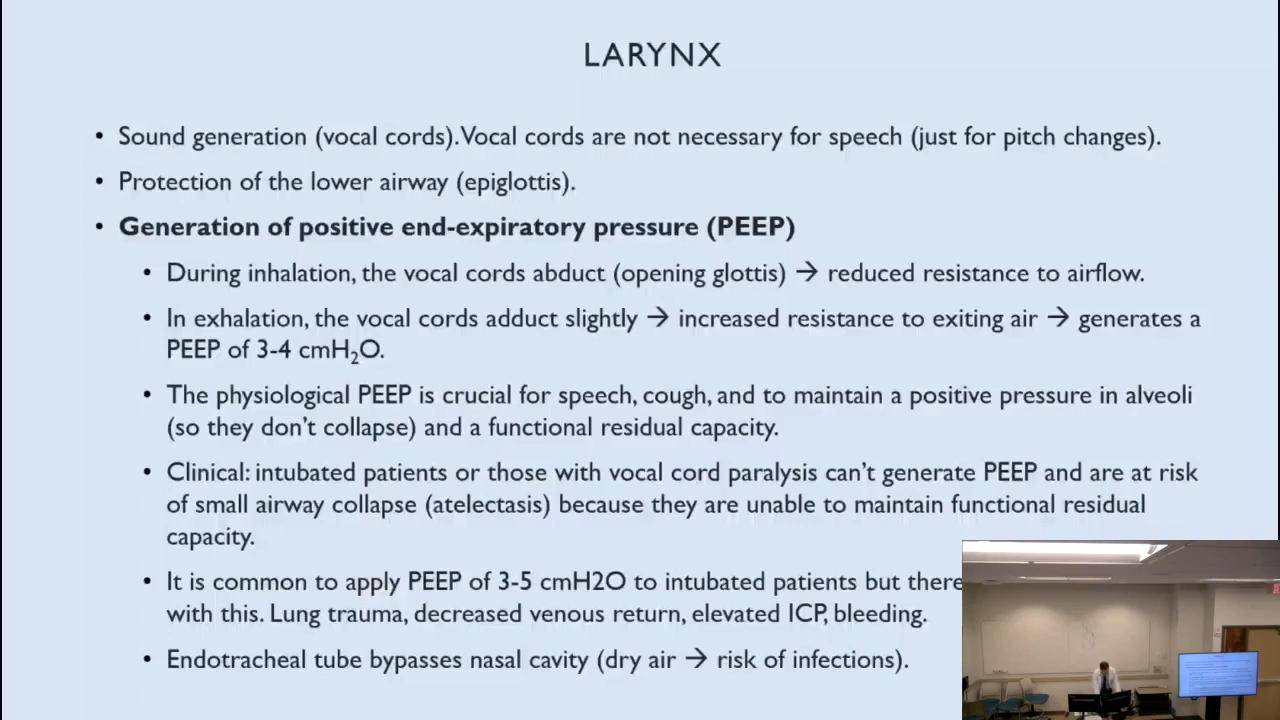 LARYNX
• Sound generation (vocal cords). Vocal cords are not necessary for speech (just for pitch changes).
• Protection of the lower airway (epiglottis).
• Generation of positive end-expiratory pressure (PEEP)
• During inhalation, the vocal cords abduct (opening glottis) → reduced resistance to airflow.
• In exhalation, the vocal cords adduct slightly → increased resistance to exiting air → generates a
PEEP of 3-4 cmH₂O.
• The physiological PEEP is crucial for speech, cough, and to maintain a positive pressure in alveoli
(so they don't collapse) and a functional residual capacity.
• Clinical: intubated patients or those with vocal cord paralysis can't generate PEEP and are at risk
of small airway collapse (atelectasis) because they are unable to maintain functional residual
capacity.
• It is common to apply PEEP of 3-5 cmH2O to intubated patients but there
with this. Lung trauma, decreased venous return, elevated ICP, bleeding.
• Endotracheal tube bypasses nasal cavity (dry air → risk of infections).